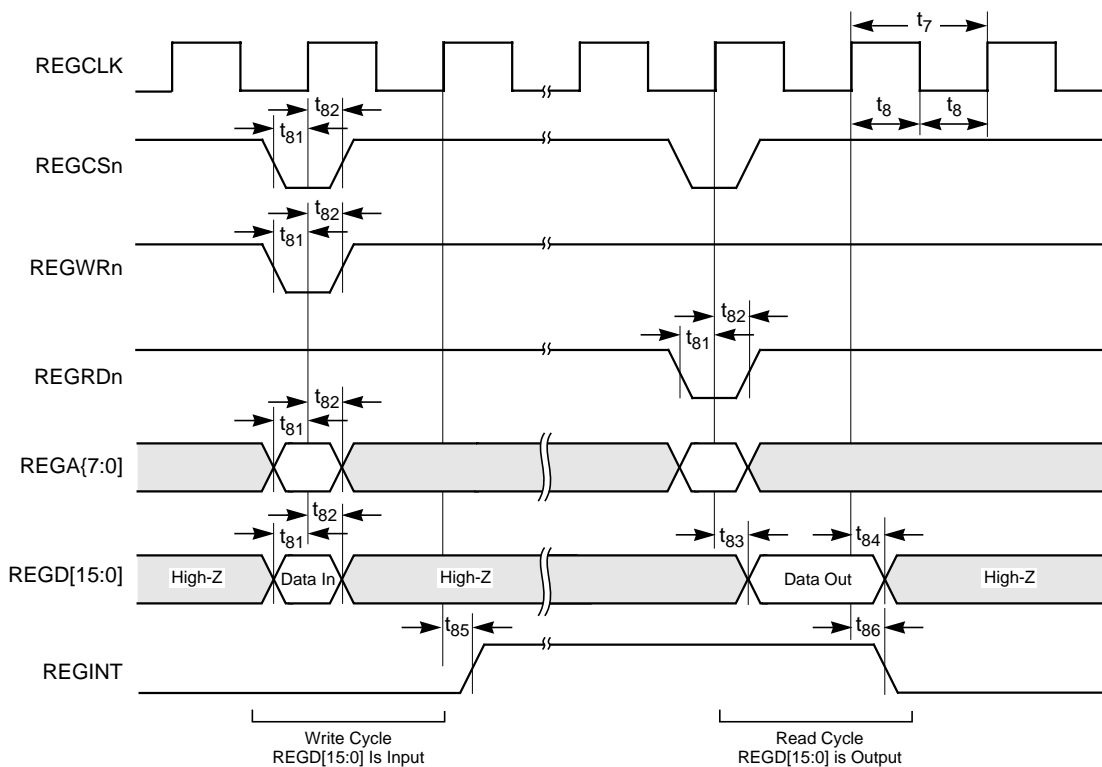 t7
REGCLK
t8 t8
t82
t81
REGCSn
t82
t81
REGWRn
t82
t81
REGRDn
t82
t81
REGA{7:0]
t82
t81 t83 t84
REGD[15:0] High-Z Data In High-Z Data Out High-Z
t85 t86
REGINT
Write Cycle
REGD[15:0] Is Input
Read Cycle
REGD[15:0] is Output